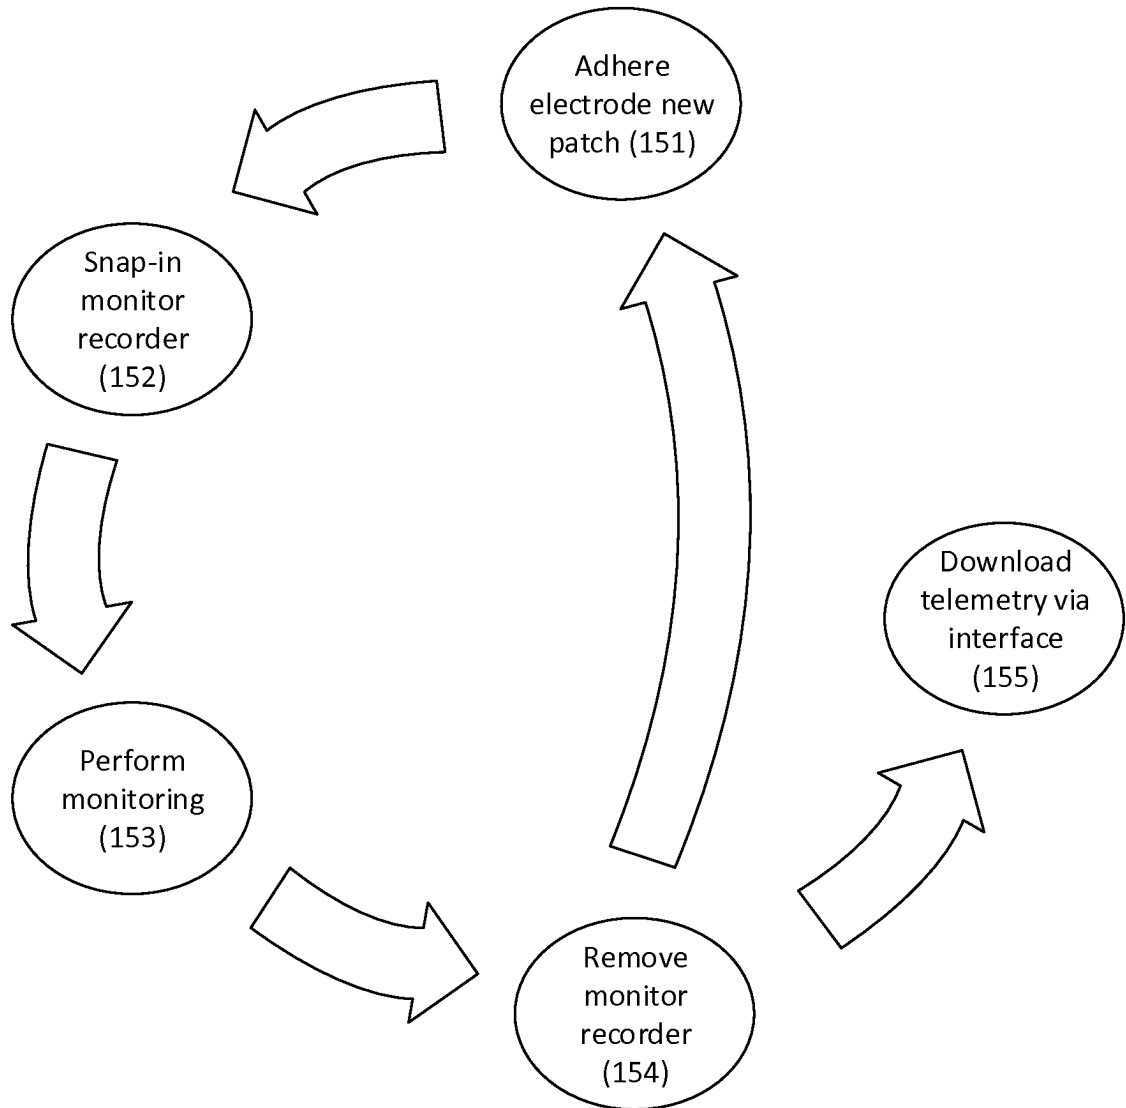 Adhere
electrode new
patch (151)
Snap-in
monitor
recorder
(152)
Perform
monitoring
(153)
Remove
monitor
recorder
(154)
Download
telemetry via
interface
(155)